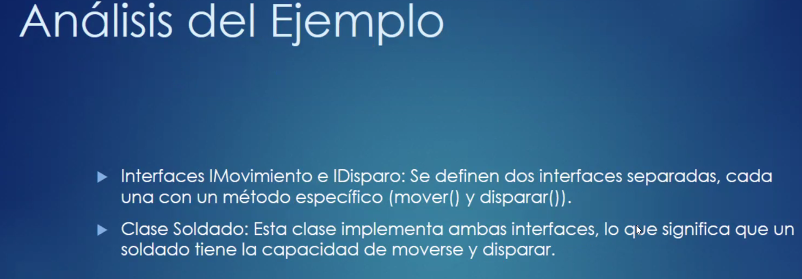 Análisis del Ejemplo
Interfaces IMovimiento e IDisparo: Se definen dos interfaces separadas, cada
una con un método específico (mover() y disparar()).
Clase Soldado: Esta clase implementa ambas interfaces, lo que significa que un
soldado tiene la capacidad de moverse y disparar.